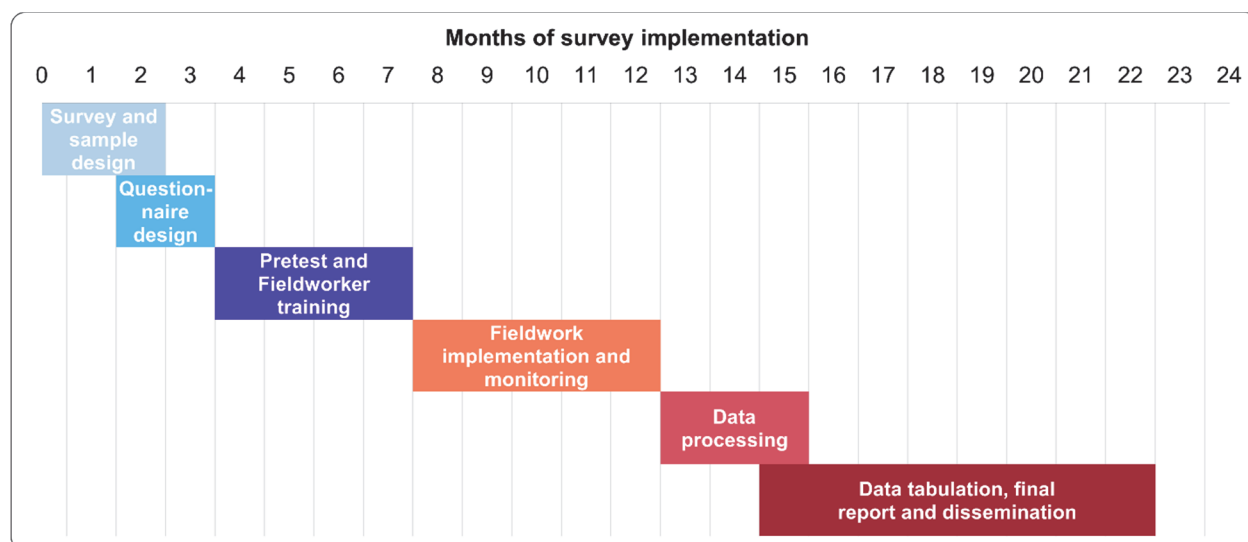 Months of survey implementation
0 1 2 3 4 5 6 7 8 9 10 11 12 13 14 15 16 17 18 19 20 21 22 23 24
Survey and
sample
design
Question-
naire
design
Pretest and
Fieldworker
training
Fieldwork
implementation and
monitoring
Data
processing
Data tabulation, final
report and dissemination